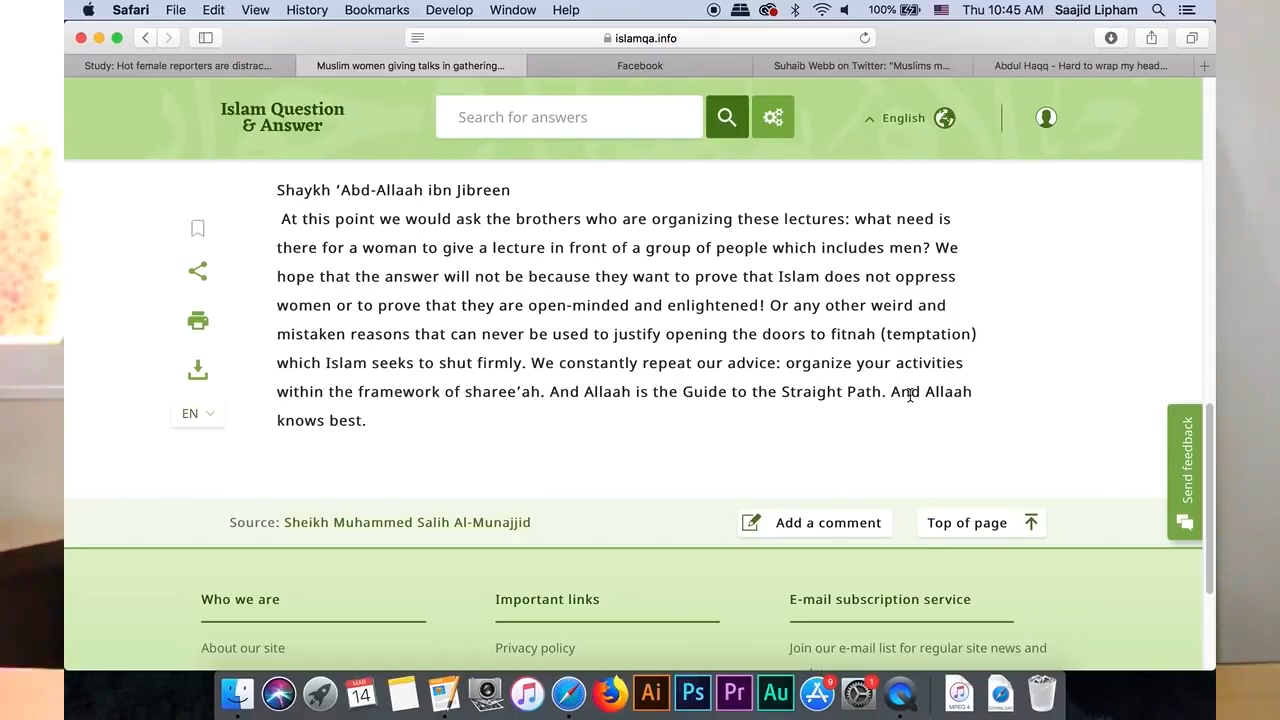 Safari File Edit View History Bookmarks Develop Window Help 100% Thu 10:45 AM Saajid Lipham
islamqa.info
Study: Hot female reporters are distrac... Muslim women giving talks in gathering... Facebook Suhaib Webb on Twitter: "Muslims m... Abdul Haqq - Hard to wrap my head...
Islam Question
& Answer
Search for answers
English
Shaykh ‘Abd-Allaah ibn Jibreen
At this point we would ask the brothers who are organizing these lectures: what need is
there for a woman to give a lecture in front of a group of people which includes men? We
hope that the answer will not be because they want to prove that Islam does not oppress
women or to prove that they are open-minded and enlightened! Or any other weird and
mistaken reasons that can never be used to justify opening the doors to fitnah (temptation)
which Islam seeks to shut firmly. We constantly repeat our advice: organize your activities
within the framework of sharee’ah. And Allaah is the Guide to the Straight Path. And Allaah
knows best.
EN
Send feedback
Source: Sheikh Muhammed Salih Al-Munajjid
Add a comment
Top of page
Who we are
Important links
E-mail subscription service
About our site
Privacy policy
Join our e-mail list for regular site news and
MAR
14
Ai Ps Pr Au
9
1
MPEG 4
DOWNLOAD